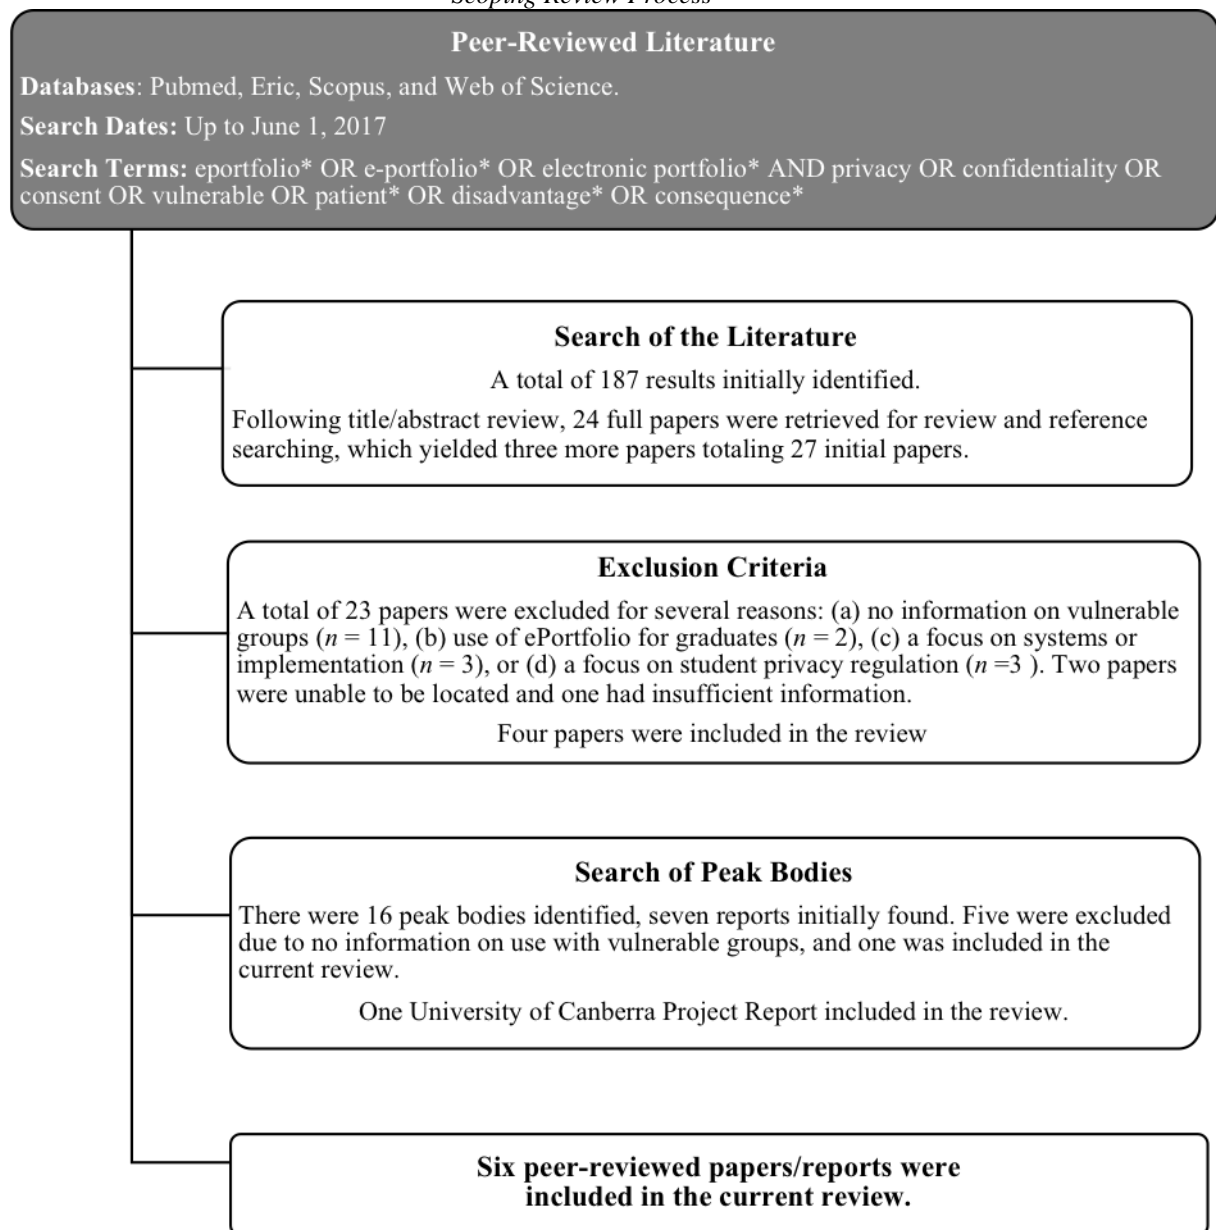 Scoping Review Process
Peer-Reviewed Literature
Databases: Pubmed, Eric, Scopus, and Web of Science.
Search Dates: Up to June 1, 2017
Search Terms: eportfolio* OR e-portfolio* OR electronic portfolio* AND privacy OR confidentiality OR
consent OR vulnerable OR patient* OR disadvantage* OR consequence*
Search of the Literature
A total of 187 results initially identified.
Following title/abstract review, 24 full papers were retrieved for review and reference
searching, which yielded three more papers totaling 27 initial papers.
Exclusion Criteria
A total of 23 papers were excluded for several reasons: (a) no information on vulnerable
groups (n = 11), (b) use of ePortfolio for graduates (n = 2), (c) a focus on systems or
implementation (n = 3), or (d) a focus on student privacy regulation (n =3 ). Two papers
were unable to be located and one had insufficient information.
Four papers were included in the review
Search of Peak Bodies
There were 16 peak bodies identified, seven reports initially found. Five were excluded
due to no information on use with vulnerable groups, and one was included in the
current review.
One University of Canberra Project Report included in the review.
Six peer-reviewed papers/reports were
included in the current review.